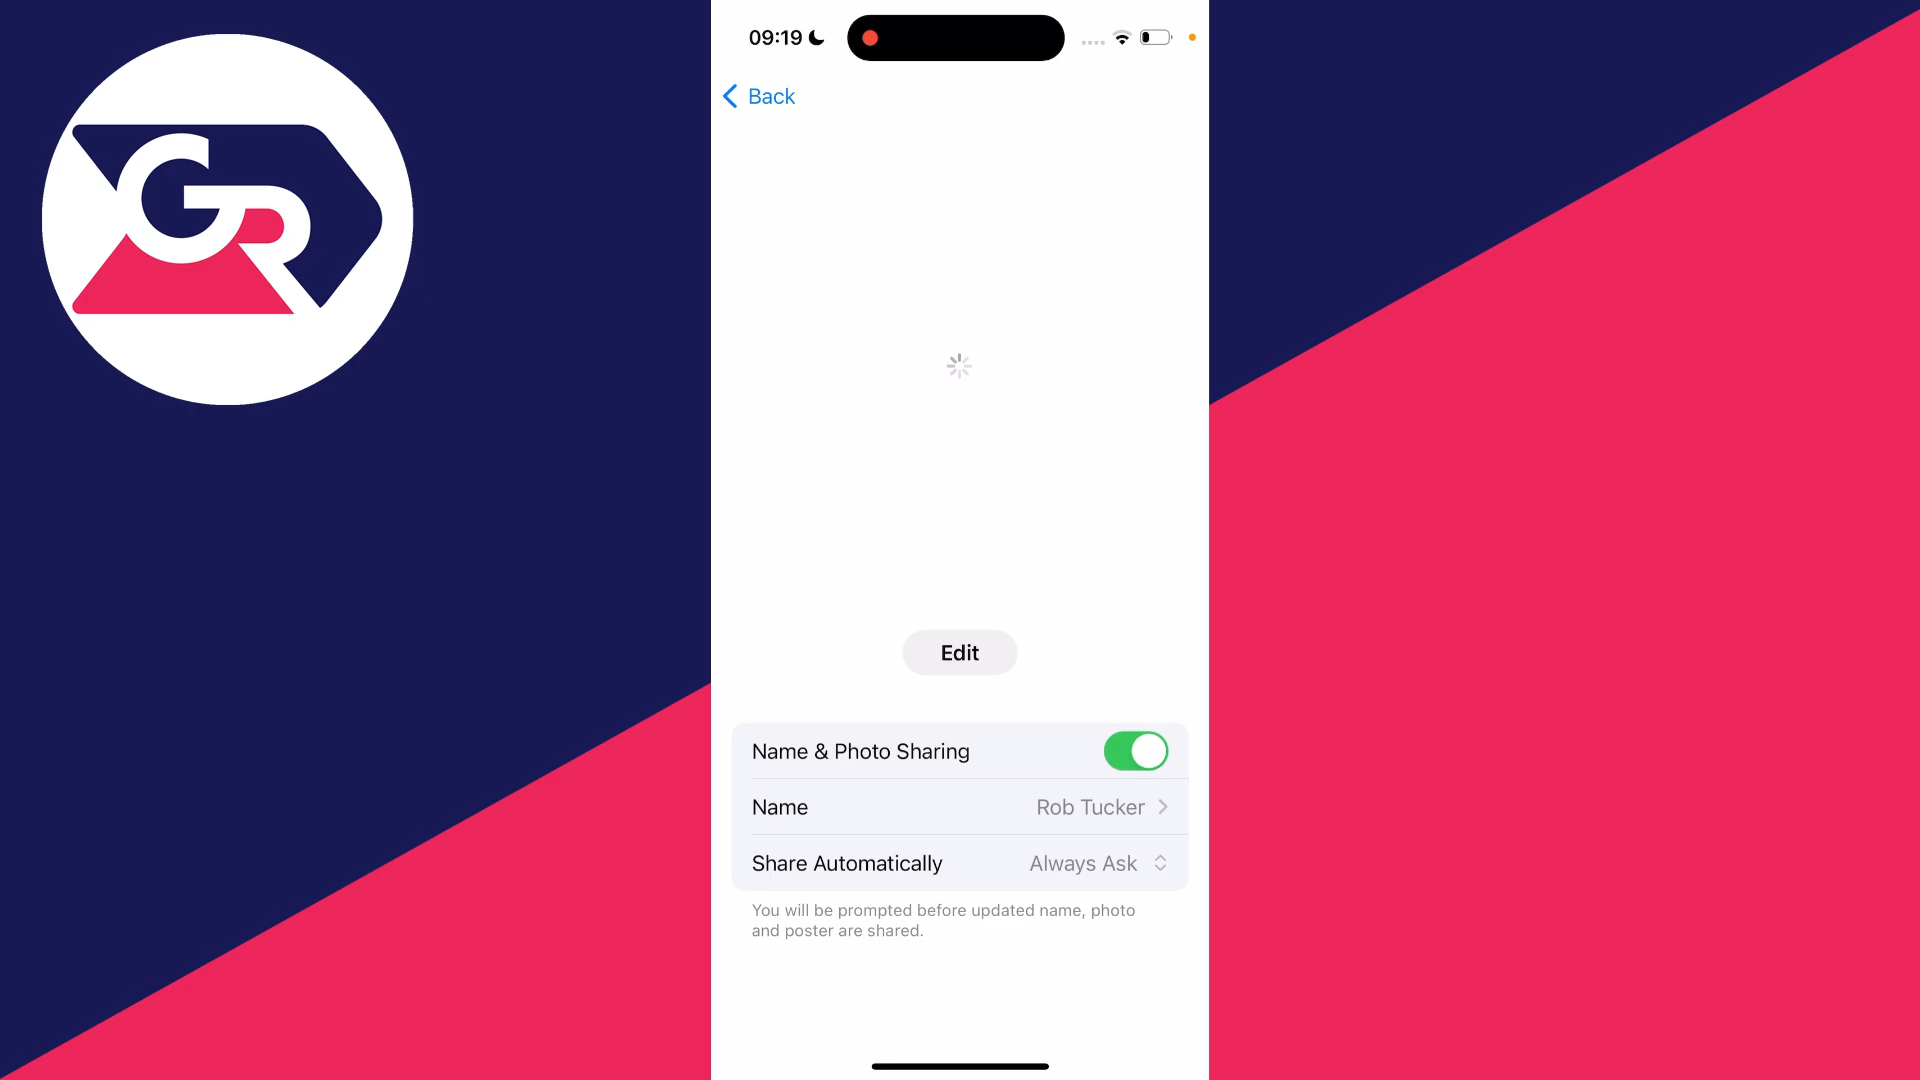 GR
09:19
Back
Edit
Name & Photo Sharing
Name Rob Tucker
Share Automatically Always Ask
You will be prompted before updated name, photo
and poster are shared.